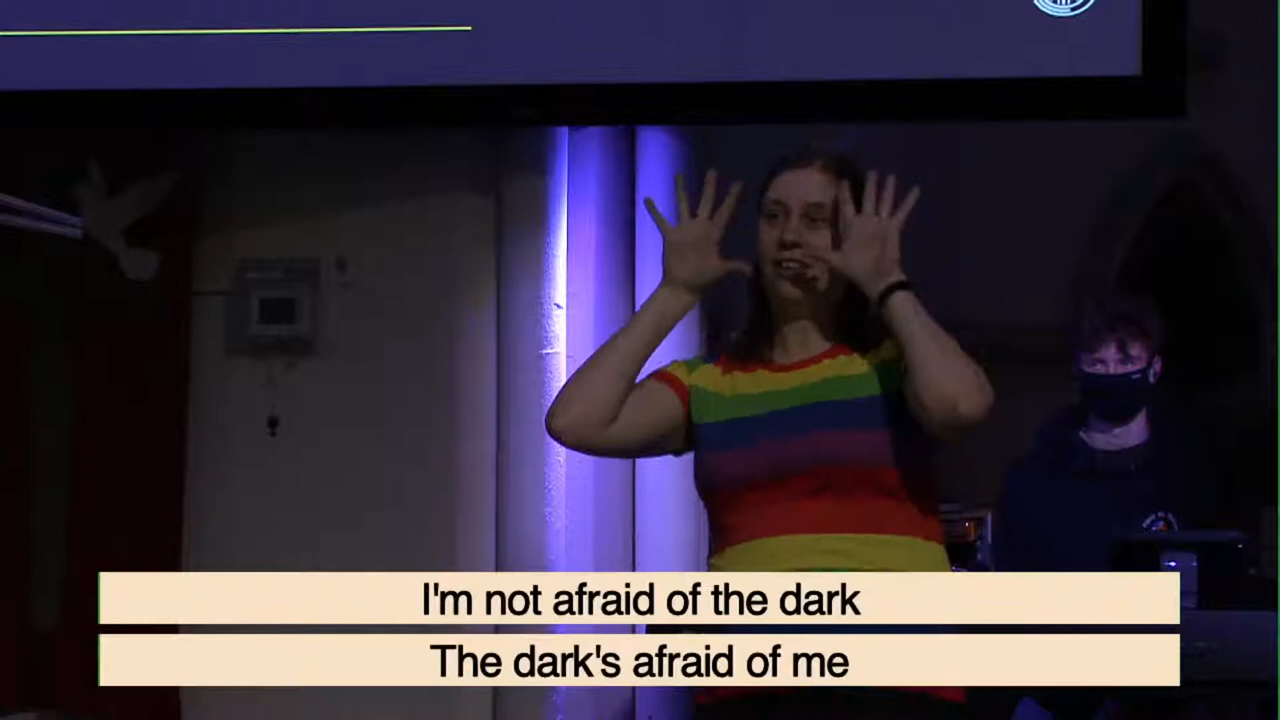 I'm not afraid of the dark
The dark's afraid of me